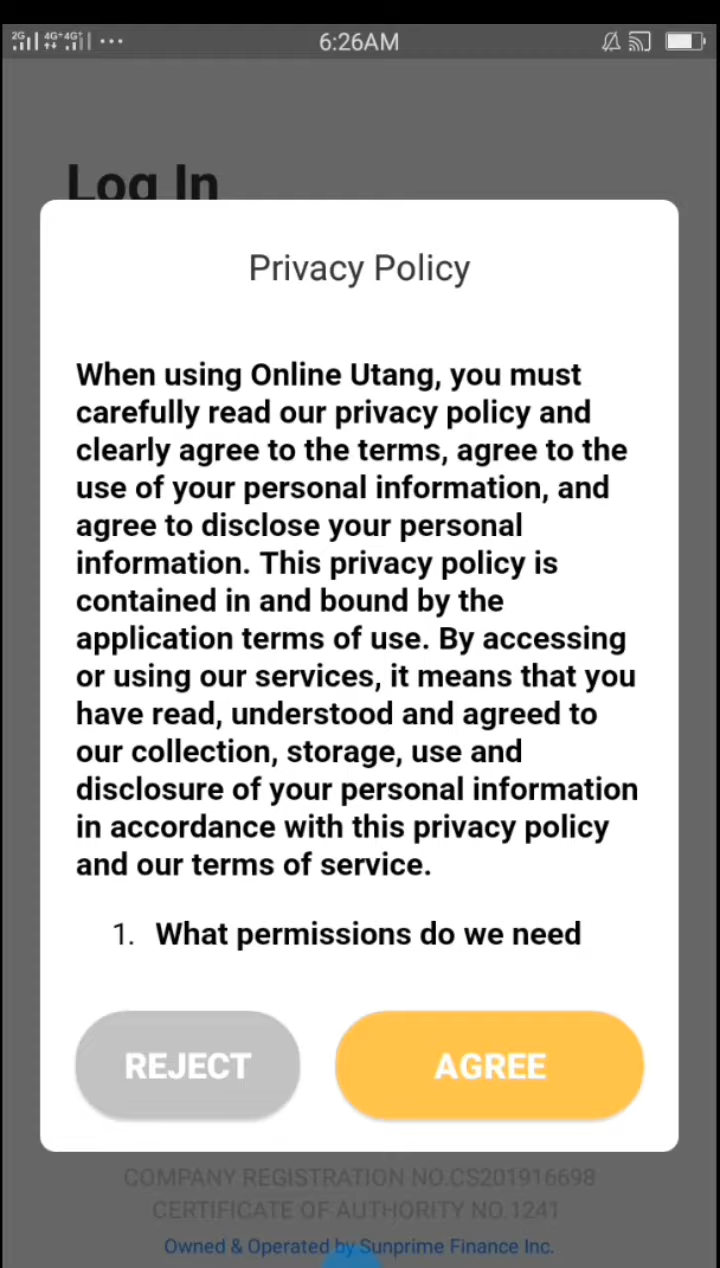 2G 4G+ 4G+ 6:26AM
Log In
Privacy Policy
When using Online Utang, you must
carefully read our privacy policy and
clearly agree to the terms, agree to the
use of your personal information, and
agree to disclose your personal
information. This privacy policy is
contained in and bound by the
application terms of use. By accessing
or using our services, it means that you
have read, understood and agreed to
our collection, storage, use and
disclosure of your personal information
in accordance with this privacy policy
and our terms of service.
1. What permissions do we need
REJECT AGREE
COMPANY REGISTRATION NO.CS201916698
CERTIFICATE OF AUTHORITY NO.1241
Owned & Operated by Sunprime Finance Inc.